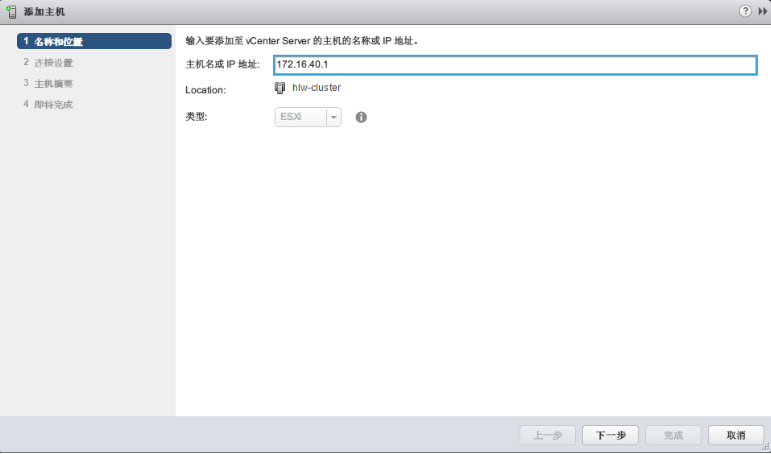 添加主机
?
1 名称和位置
2 连接设置
3 主机摘要
4 即将完成
输入要添加至 vCenter Server 的主机的名称或 IP 地址。
主机名或 IP 地址: 172.16.40.1
Location: hlw-cluster
类型: ESXi
上一步 下一步 完成 取消